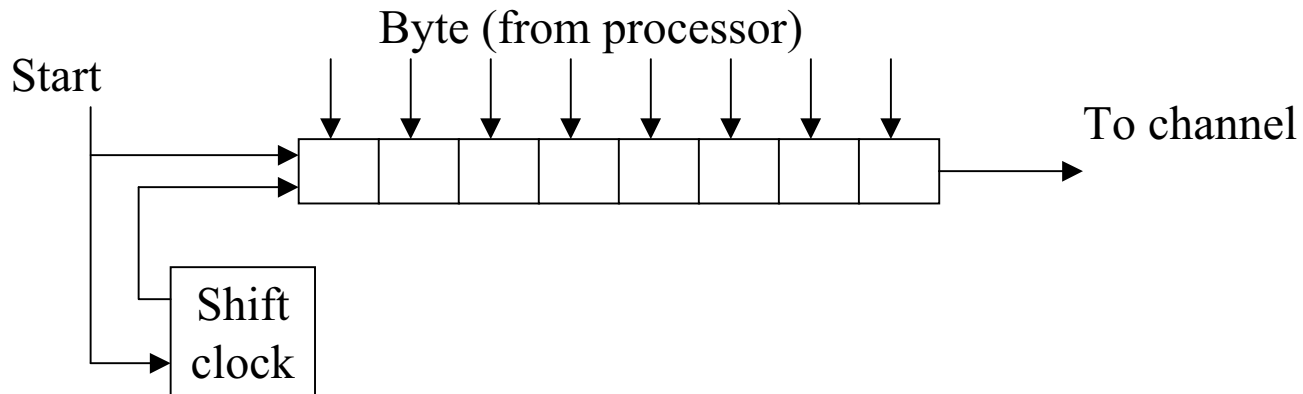 Byte (from processor)
Start
To channel
Shift
clock